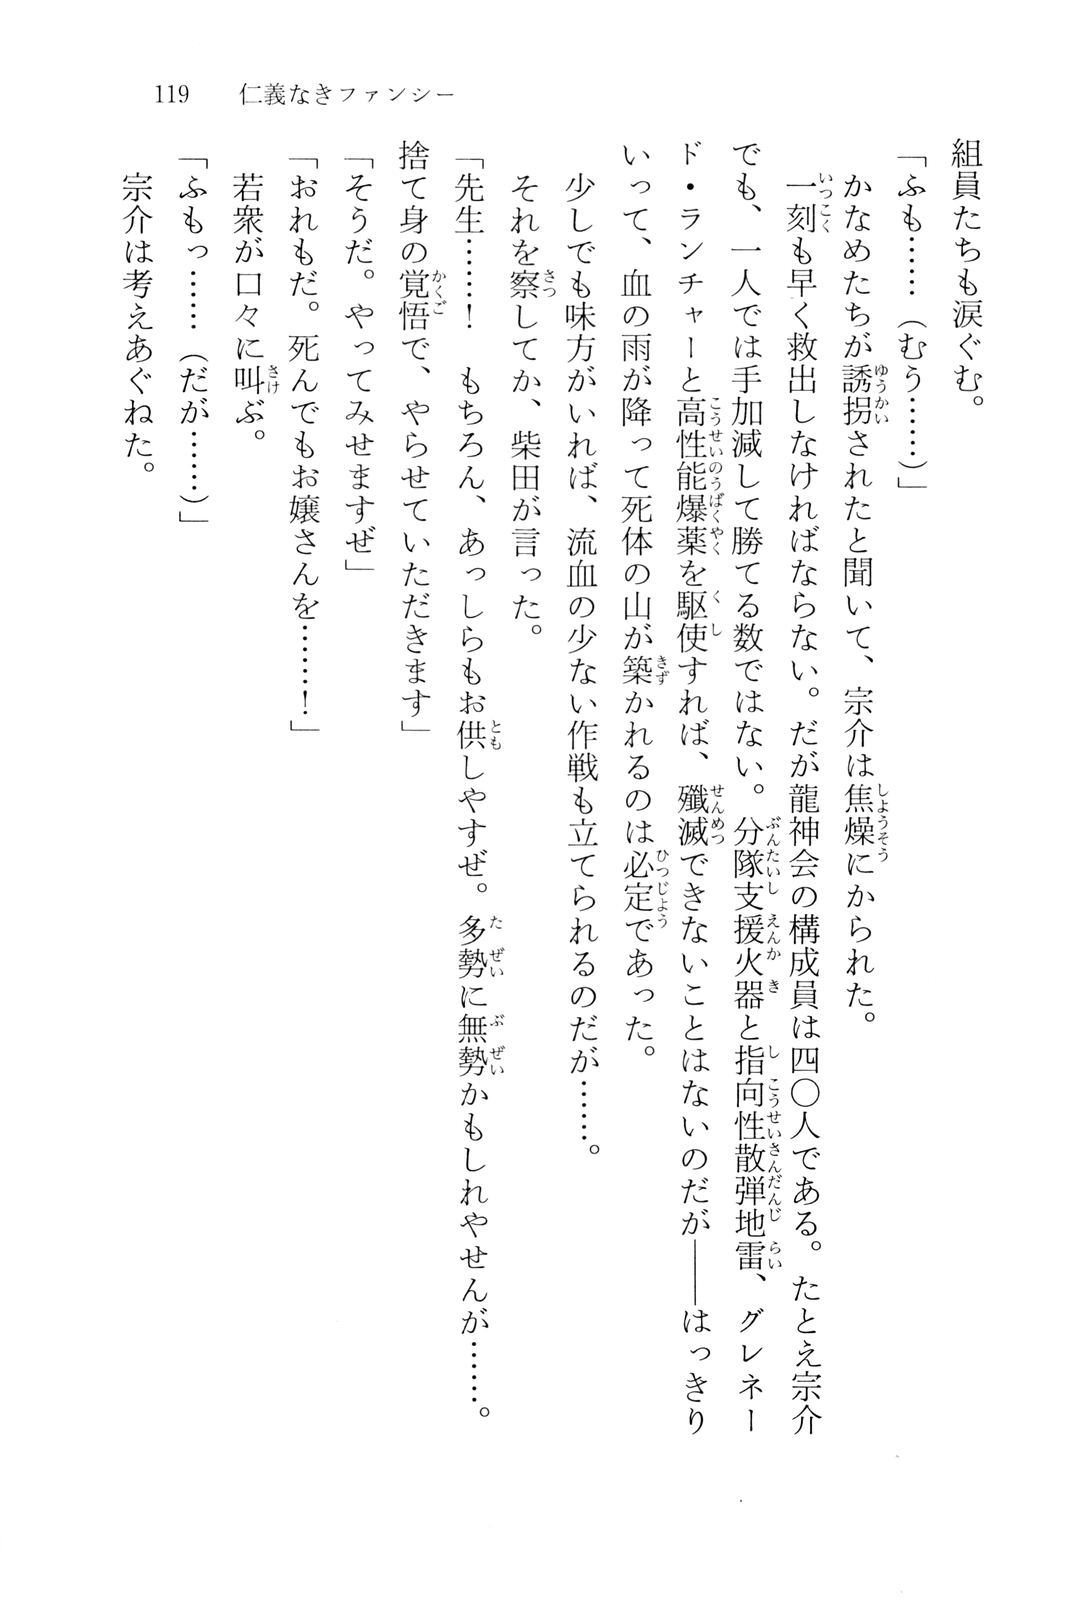 119　仁義なきファンシー
組員たちも涙ぐむ。
「ふも……（むう……）」
　かなめたちが誘拐されたと聞いて、宗介は焦燥にかられた。
　一刻も早く救出しなければならない。だが龍神会の構成員は四〇人である。たとえ宗介
でも、一人では手加減して勝てる数ではない。分隊支援火器と指向性散弾地雷、グレネー
ド・ランチャーと高性能爆薬を駆使すれば、殲滅できないことはないのだが――はっきり
いって、血の雨が降って死体の山が築かれるのは必定であった。
　少しでも味方がいれば、流血の少ない作戦も立てられるのだが……。
　それを察してか、柴田が言った。
「先生……！　もちろん、あっしらもお供しやすぜ。多勢に無勢かもしれやせんが……。
捨て身の覚悟で、やらせていただきます」
「そうだ。やってみせますぜ」
「おれもだ。死んでもお嬢さんを……！」
　若衆が口々に叫ぶ。
「ふもっ……（だが……）」
　宗介は考えあぐねた。